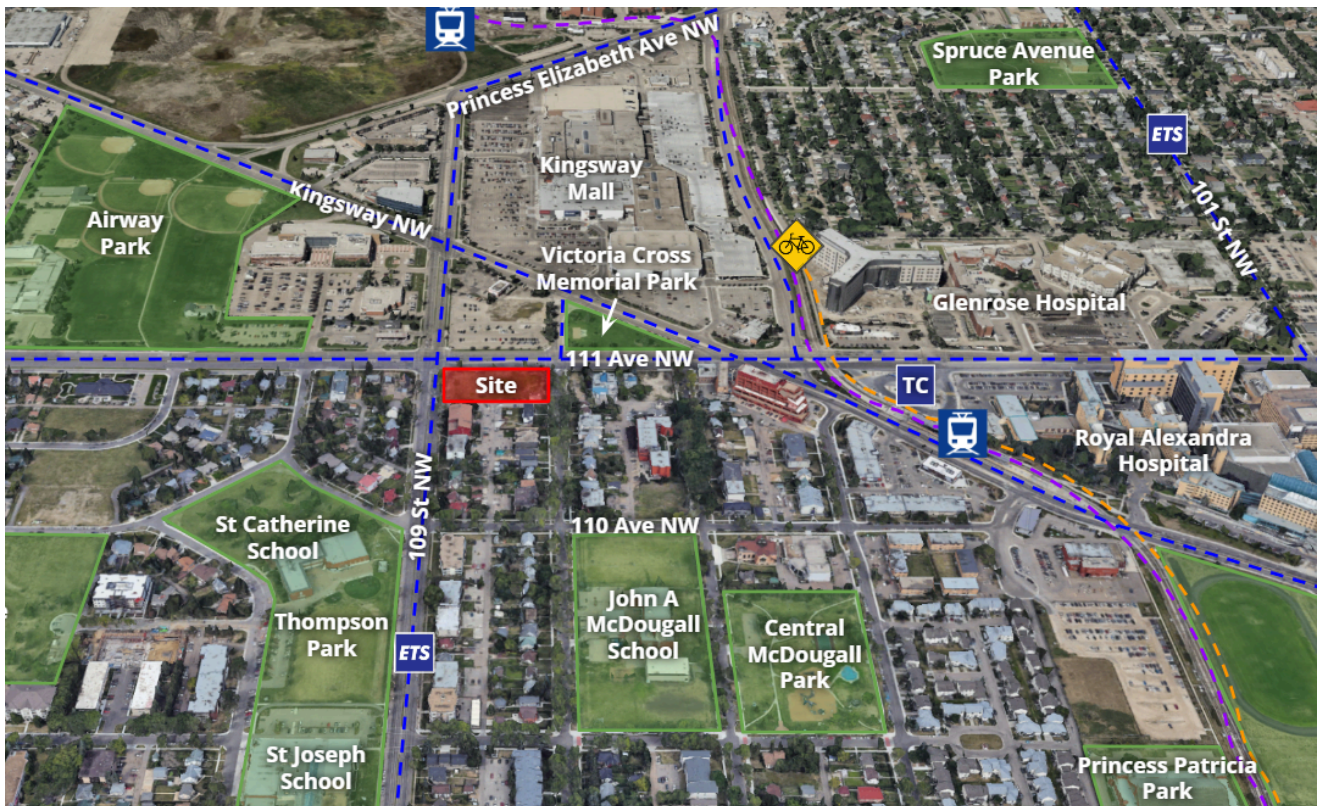 Princess Elizabeth Ave NW
Spruce Avenue
Park
ETS
Kingsway
Mall
101 St NW
Kingsway NW
Airway
Park
Victoria Cross
Memorial Park
Glenrose Hospital
111 Ave NW
Site
TC
Royal Alexandra
Hospital
109 St NW
St Catherine
School
110 Ave NW
John A
McDougall
School
Thompson
Park
Central
McDougall
Park
ETS
St Joseph
School
Princess Patricia
Park